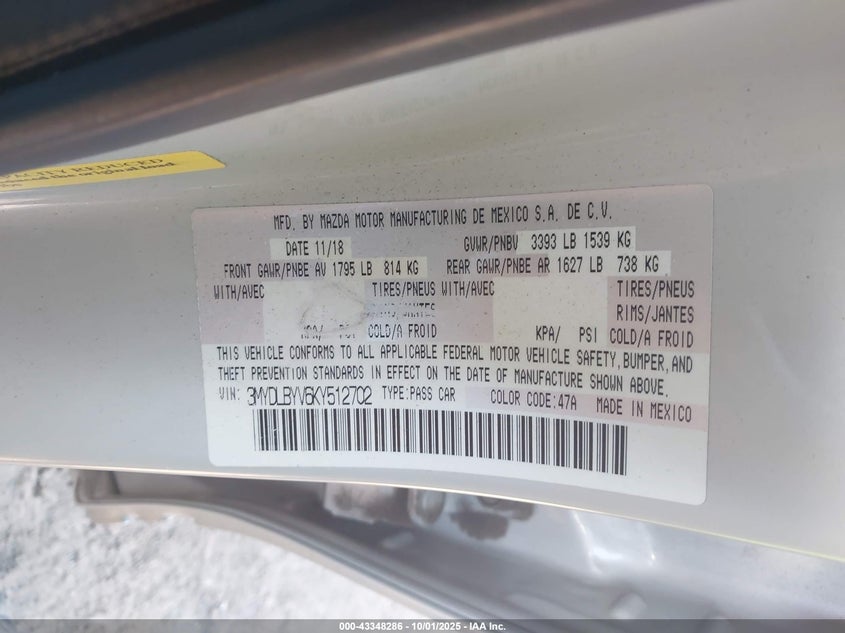 ACITY REDUCED
MFD. BY MAZDA MOTOR MANUFACTURING DE MEXICO S.A. DE C.V.
DATE 11/18 GVWR/PNBV 3393 LB 1539 KG
FRONT GAWR/PNBE AV 1795 LB 814 KG REAR GAWR/PNBE AR 1627 LB 738 KG
WITH/AVEC TIRES/PNEUS WITH/AVEC TIRES/PNEUS
RIMS/JANTES
KPA/ PSI COLD/A FROID KPA/ PSI COLD/A FROID
THIS VEHICLE CONFORMS TO ALL APPLICABLE FEDERAL MOTOR VEHICLE SAFETY, BUMPER, AND
THEFT PREVENTION STANDARDS IN EFFECT ON THE DATE OF MANUFACTURE SHOWN ABOVE.
VIN: 3MYDLBYV6KY512702 TYPE:PASS CAR COLOR CODE:47A MADE IN MEXICO
000-43348286 - 10/01/2025 - IAA Inc.